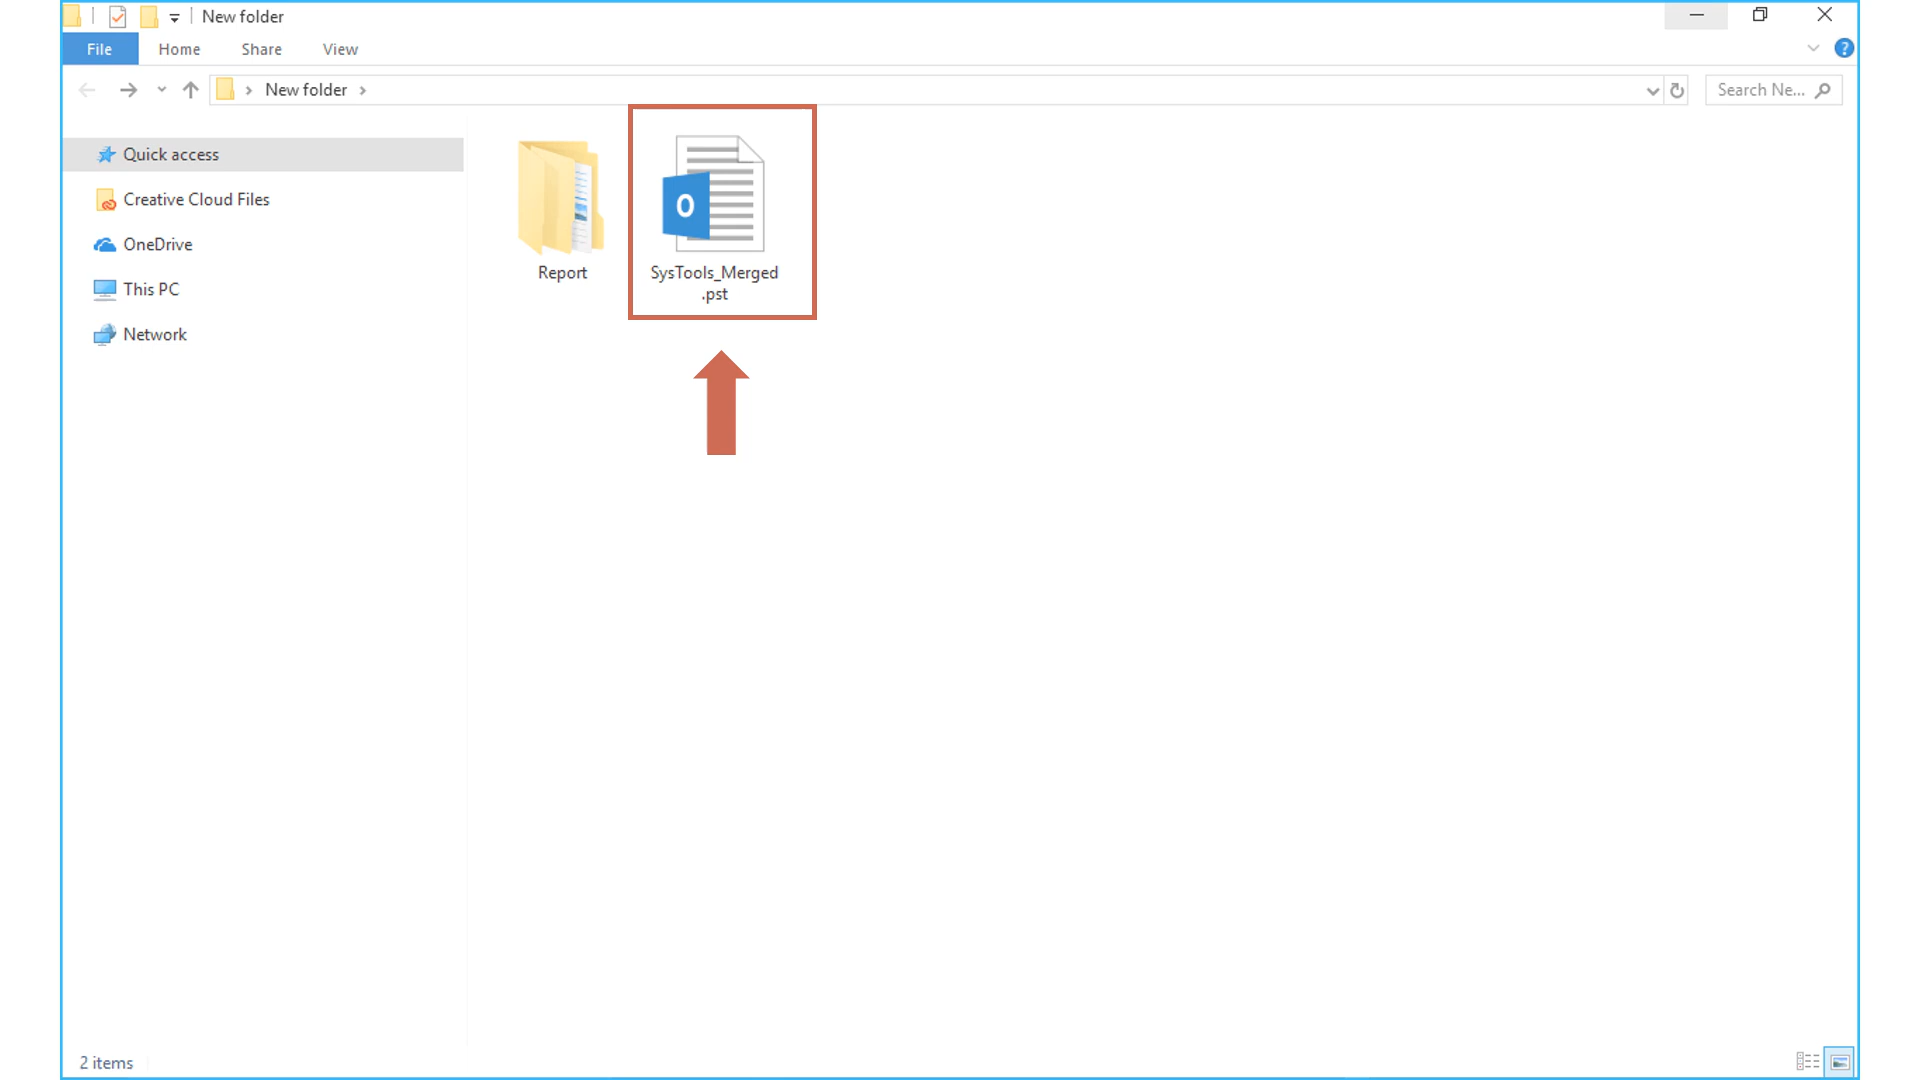 New folder
File Home Share View
New folder
Search Ne...
Quick access
Creative Cloud Files
OneDrive
This PC
Network
Report
O
SysTools_Merged
.pst
2 items